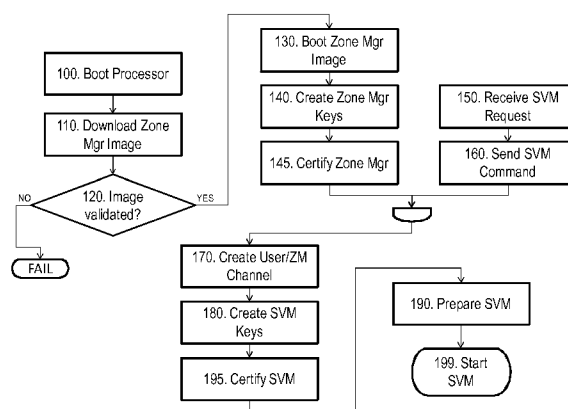 100. Boot Processor
110. Download Zone
Mgr Image
120. Image
validated?
NO
YES
FAIL
130. Boot Zone Mgr
Image
140. Create Zone Mgr
Keys
145. Certify Zone Mgr
150. Receive SVM
Request
160. Send SVM
Command
170. Create User/ZM
Channel
180. Create SVM
Keys
195. Certify SVM
190. Prepare SVM
199. Start
SVM